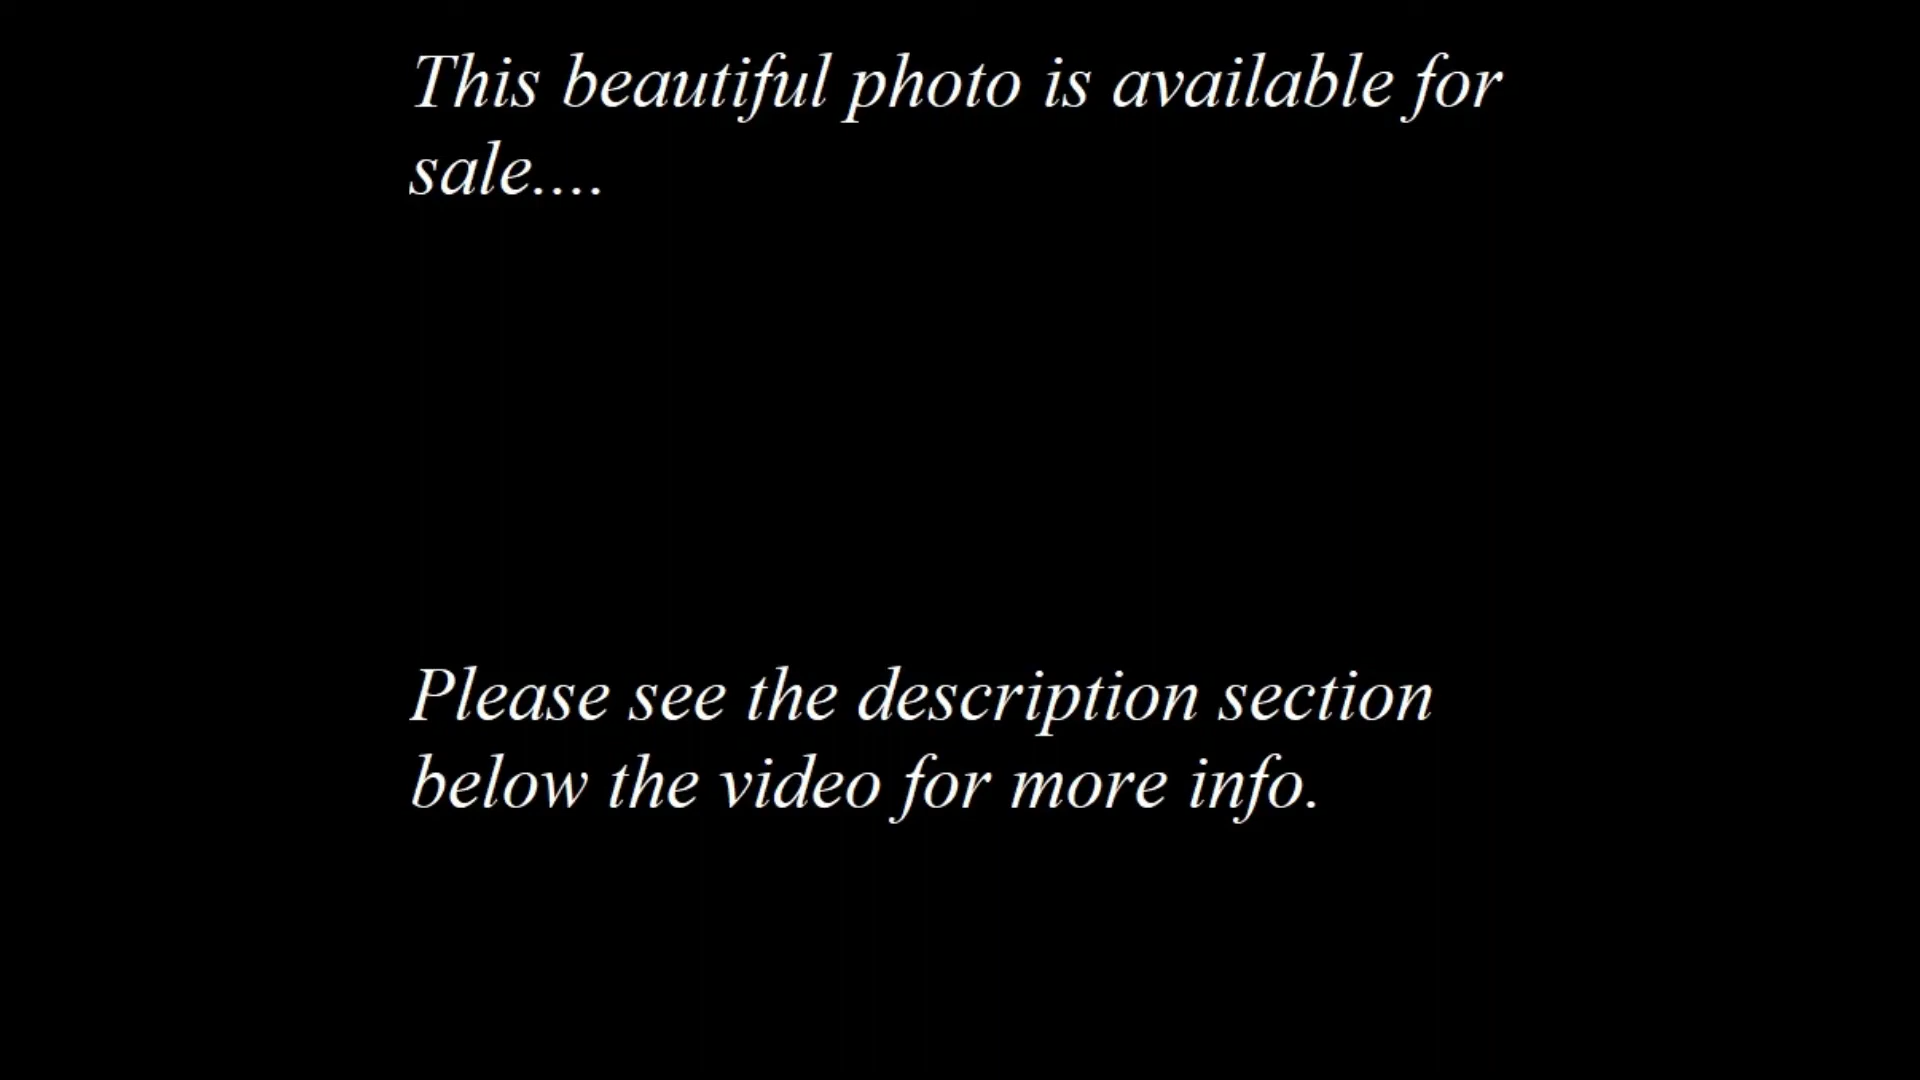 This beautiful photo is available for
sale....
Please see the description section
below the video for more info.